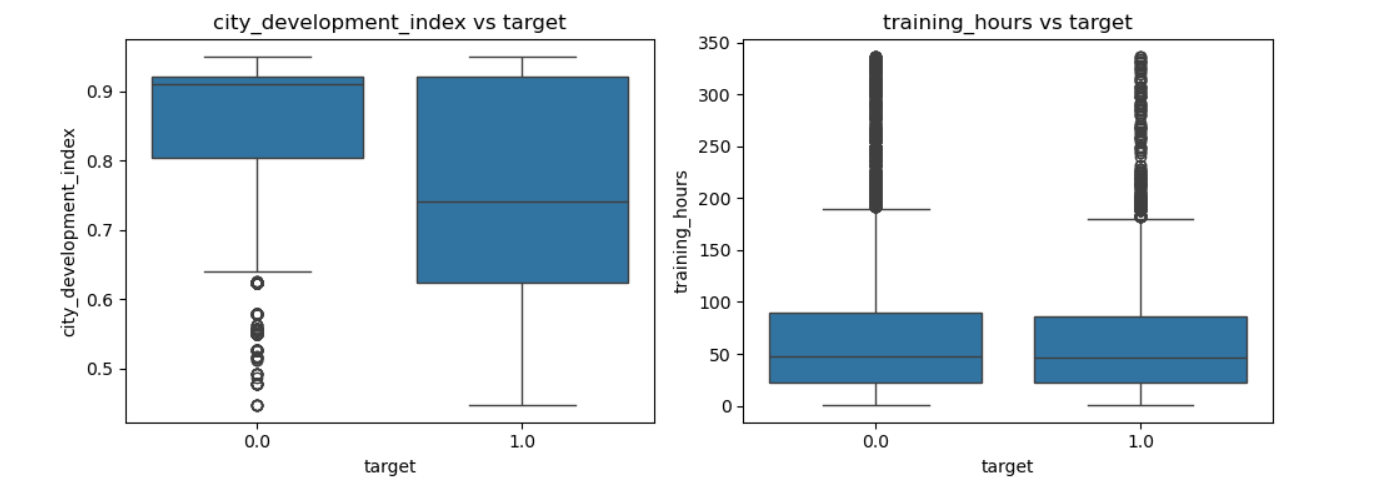 city_development_index vs target
city_development_index
0.9
0.8
0.7
0.6
0.5
0.0 1.0
target
training_hours vs target
training_hours
350
300
250
200
150
100
50
0
0.0 1.0
target